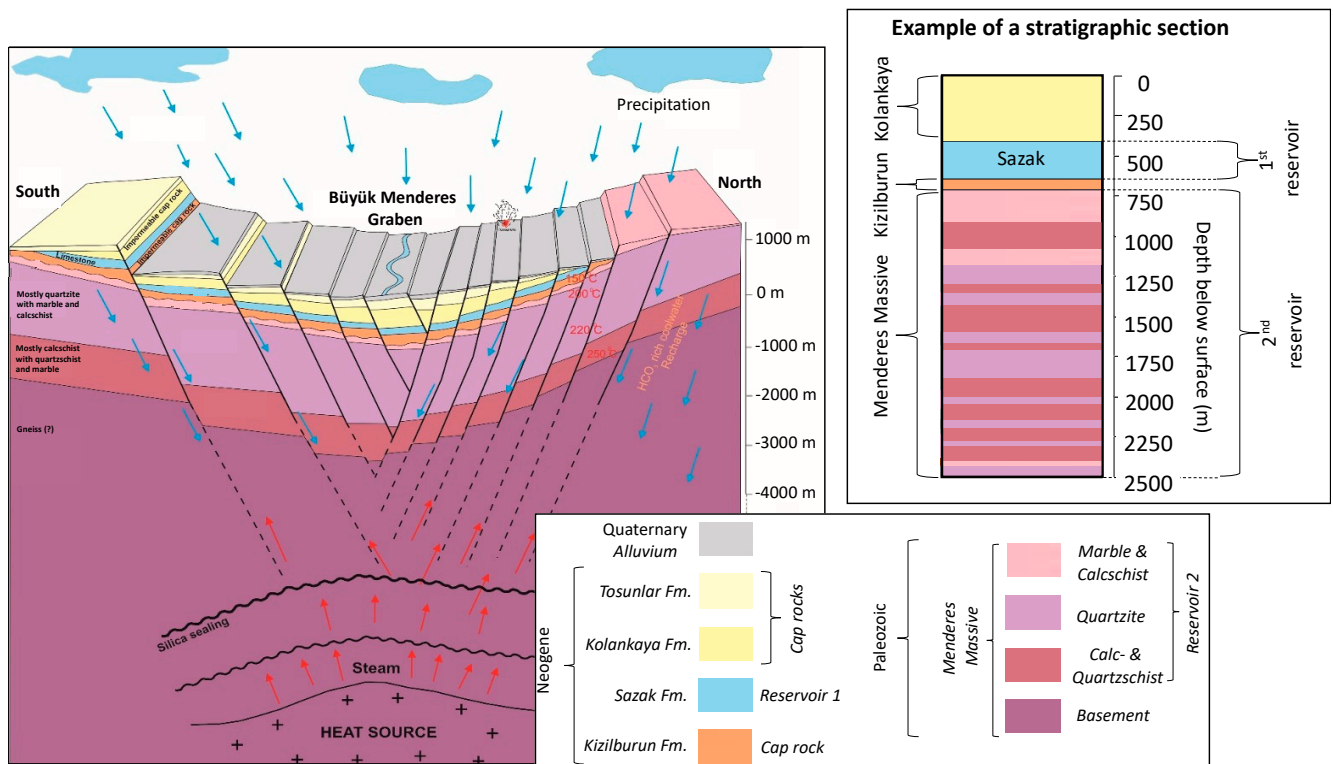 Precipitation
South
Büyük Menderes
Graben
North
Impermeable cap rock
Limestone
Impermeable cap rock
1000 m
0 m
-1000 m
-2000 m
-3000 m
-4000 m
150°C
200°C
220°C
250°C
HCO₃ rich coolwater
Recharge
Mostly quartzite
with marble and
calcschist
Mostly calcschist
with quartzschist
and marble
Gneiss (?)
Silica sealing
Steam
HEAT SOURCE
Example of a stratigraphic section
Kolankaya
Kizilburun
Menderes Massive
Sazak
0
250
500
750
1000
1250
1500
1750
2000
2250
2500
Depth below surface (m)
1st
reservoir
2nd
reservoir
Neogene
Quaternary
Alluvium
Tosunlar Fm.
Kolankaya Fm.
Cap rocks
Sazak Fm.
Reservoir 1
Kizilburun Fm.
Cap rock
Paleozoic
Menderes
Massive
Marble &
Calcschist
Quartzite
Calc- &
Quartzschist
Basement
Reservoir 2